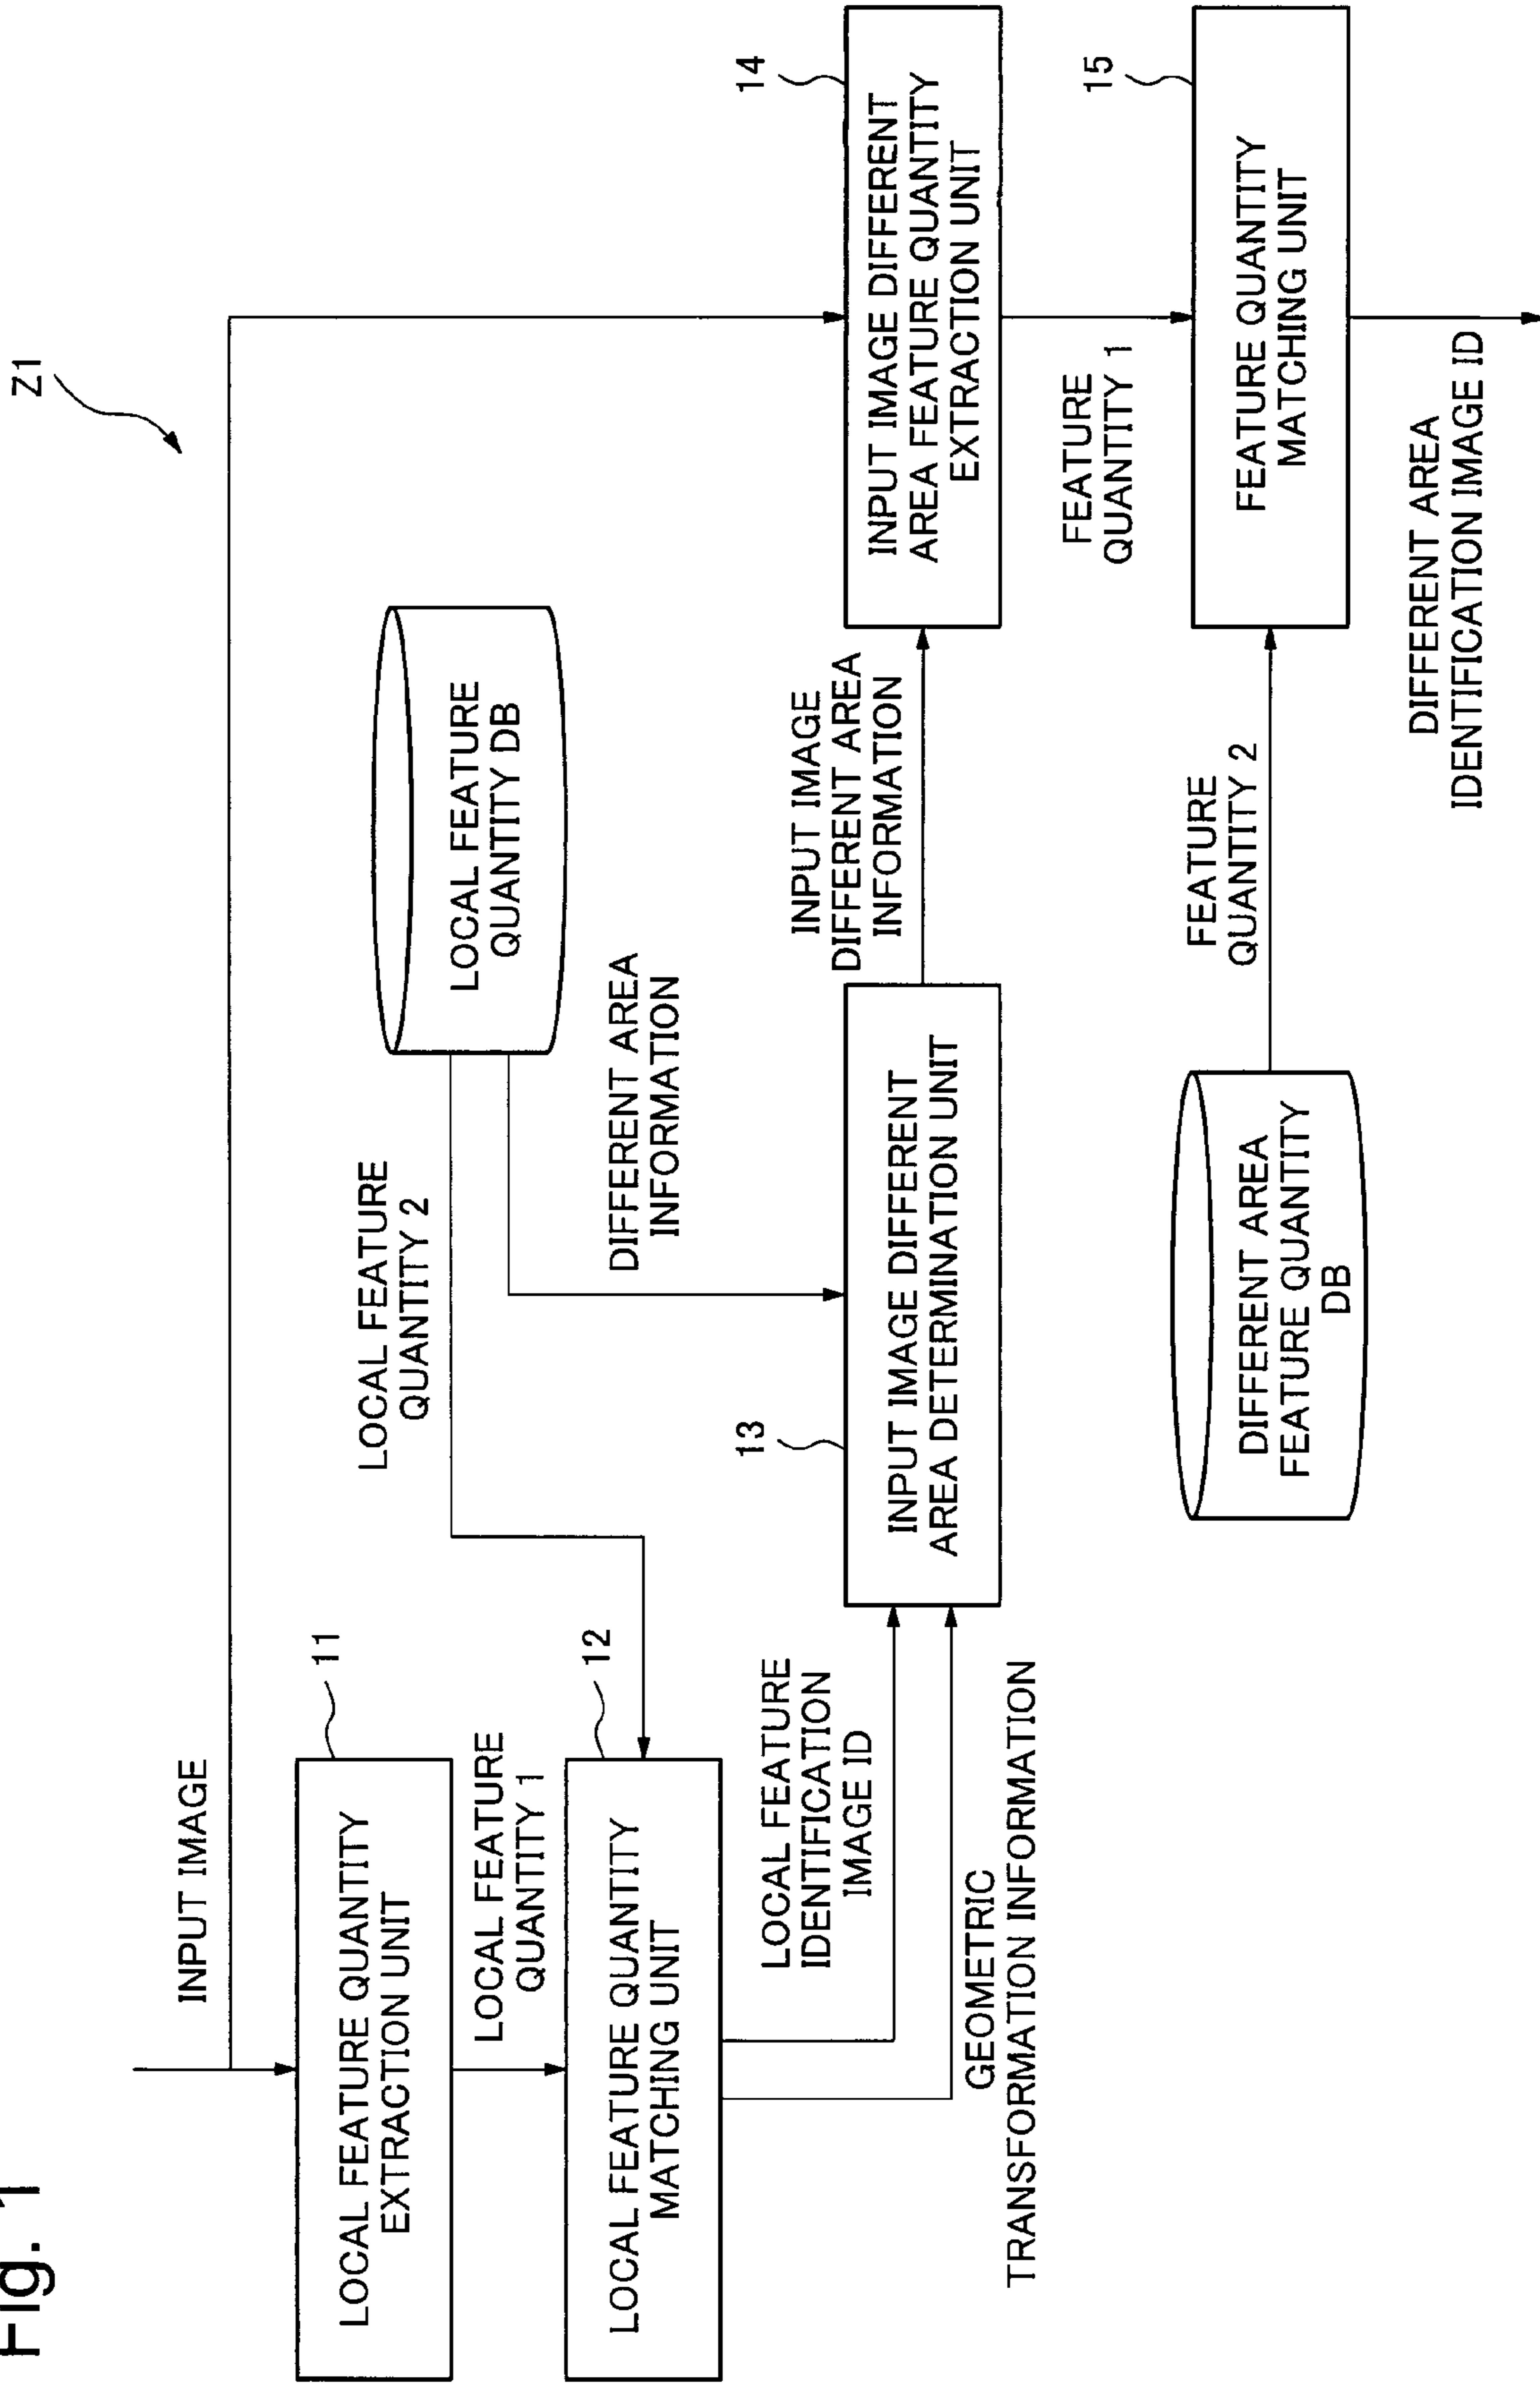 Fig. 1
Z1
INPUT IMAGE
11
LOCAL FEATURE QUANTITY
EXTRACTION UNIT
LOCAL FEATURE
QUANTITY 1
12
LOCAL FEATURE QUANTITY
MATCHING UNIT
LOCAL FEATURE
QUANTITY 2
LOCAL FEATURE
QUANTITY DB
DIFFERENT AREA
INFORMATION
LOCAL FEATURE
IDENTIFICATION
IMAGE ID
GEOMETRIC
TRANSFORMATION INFORMATION
13
INPUT IMAGE DIFFERENT
AREA DETERMINATION UNIT
INPUT IMAGE
DIFFERENT AREA
INFORMATION
14
INPUT IMAGE DIFFERENT
AREA FEATURE QUANTITY
EXTRACTION UNIT
FEATURE
QUANTITY 1
DIFFERENT AREA
FEATURE QUANTITY
DB
FEATURE
QUANTITY 2
15
FEATURE QUANTITY
MATCHING UNIT
DIFFERENT AREA
IDENTIFICATION IMAGE ID